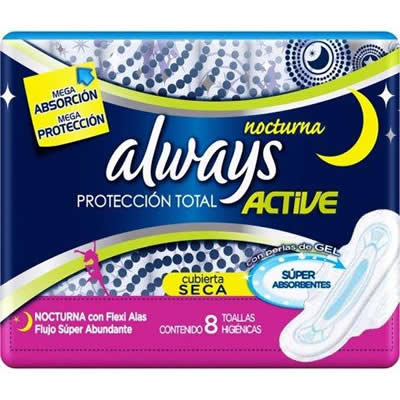 MEGA
ABSORCIÓN
MEGA
PROTECCIÓN
nocturna
always
PROTECCIÓN TOTAL ACTIVE
con perlas de GEL
SÚPER
ABSORBENTES
cubierta
SECA
NOCTURNA con Flexi Alas
Flujo Súper Abundante
CONTENIDO 8 TOALLAS
HIGIÉNICAS